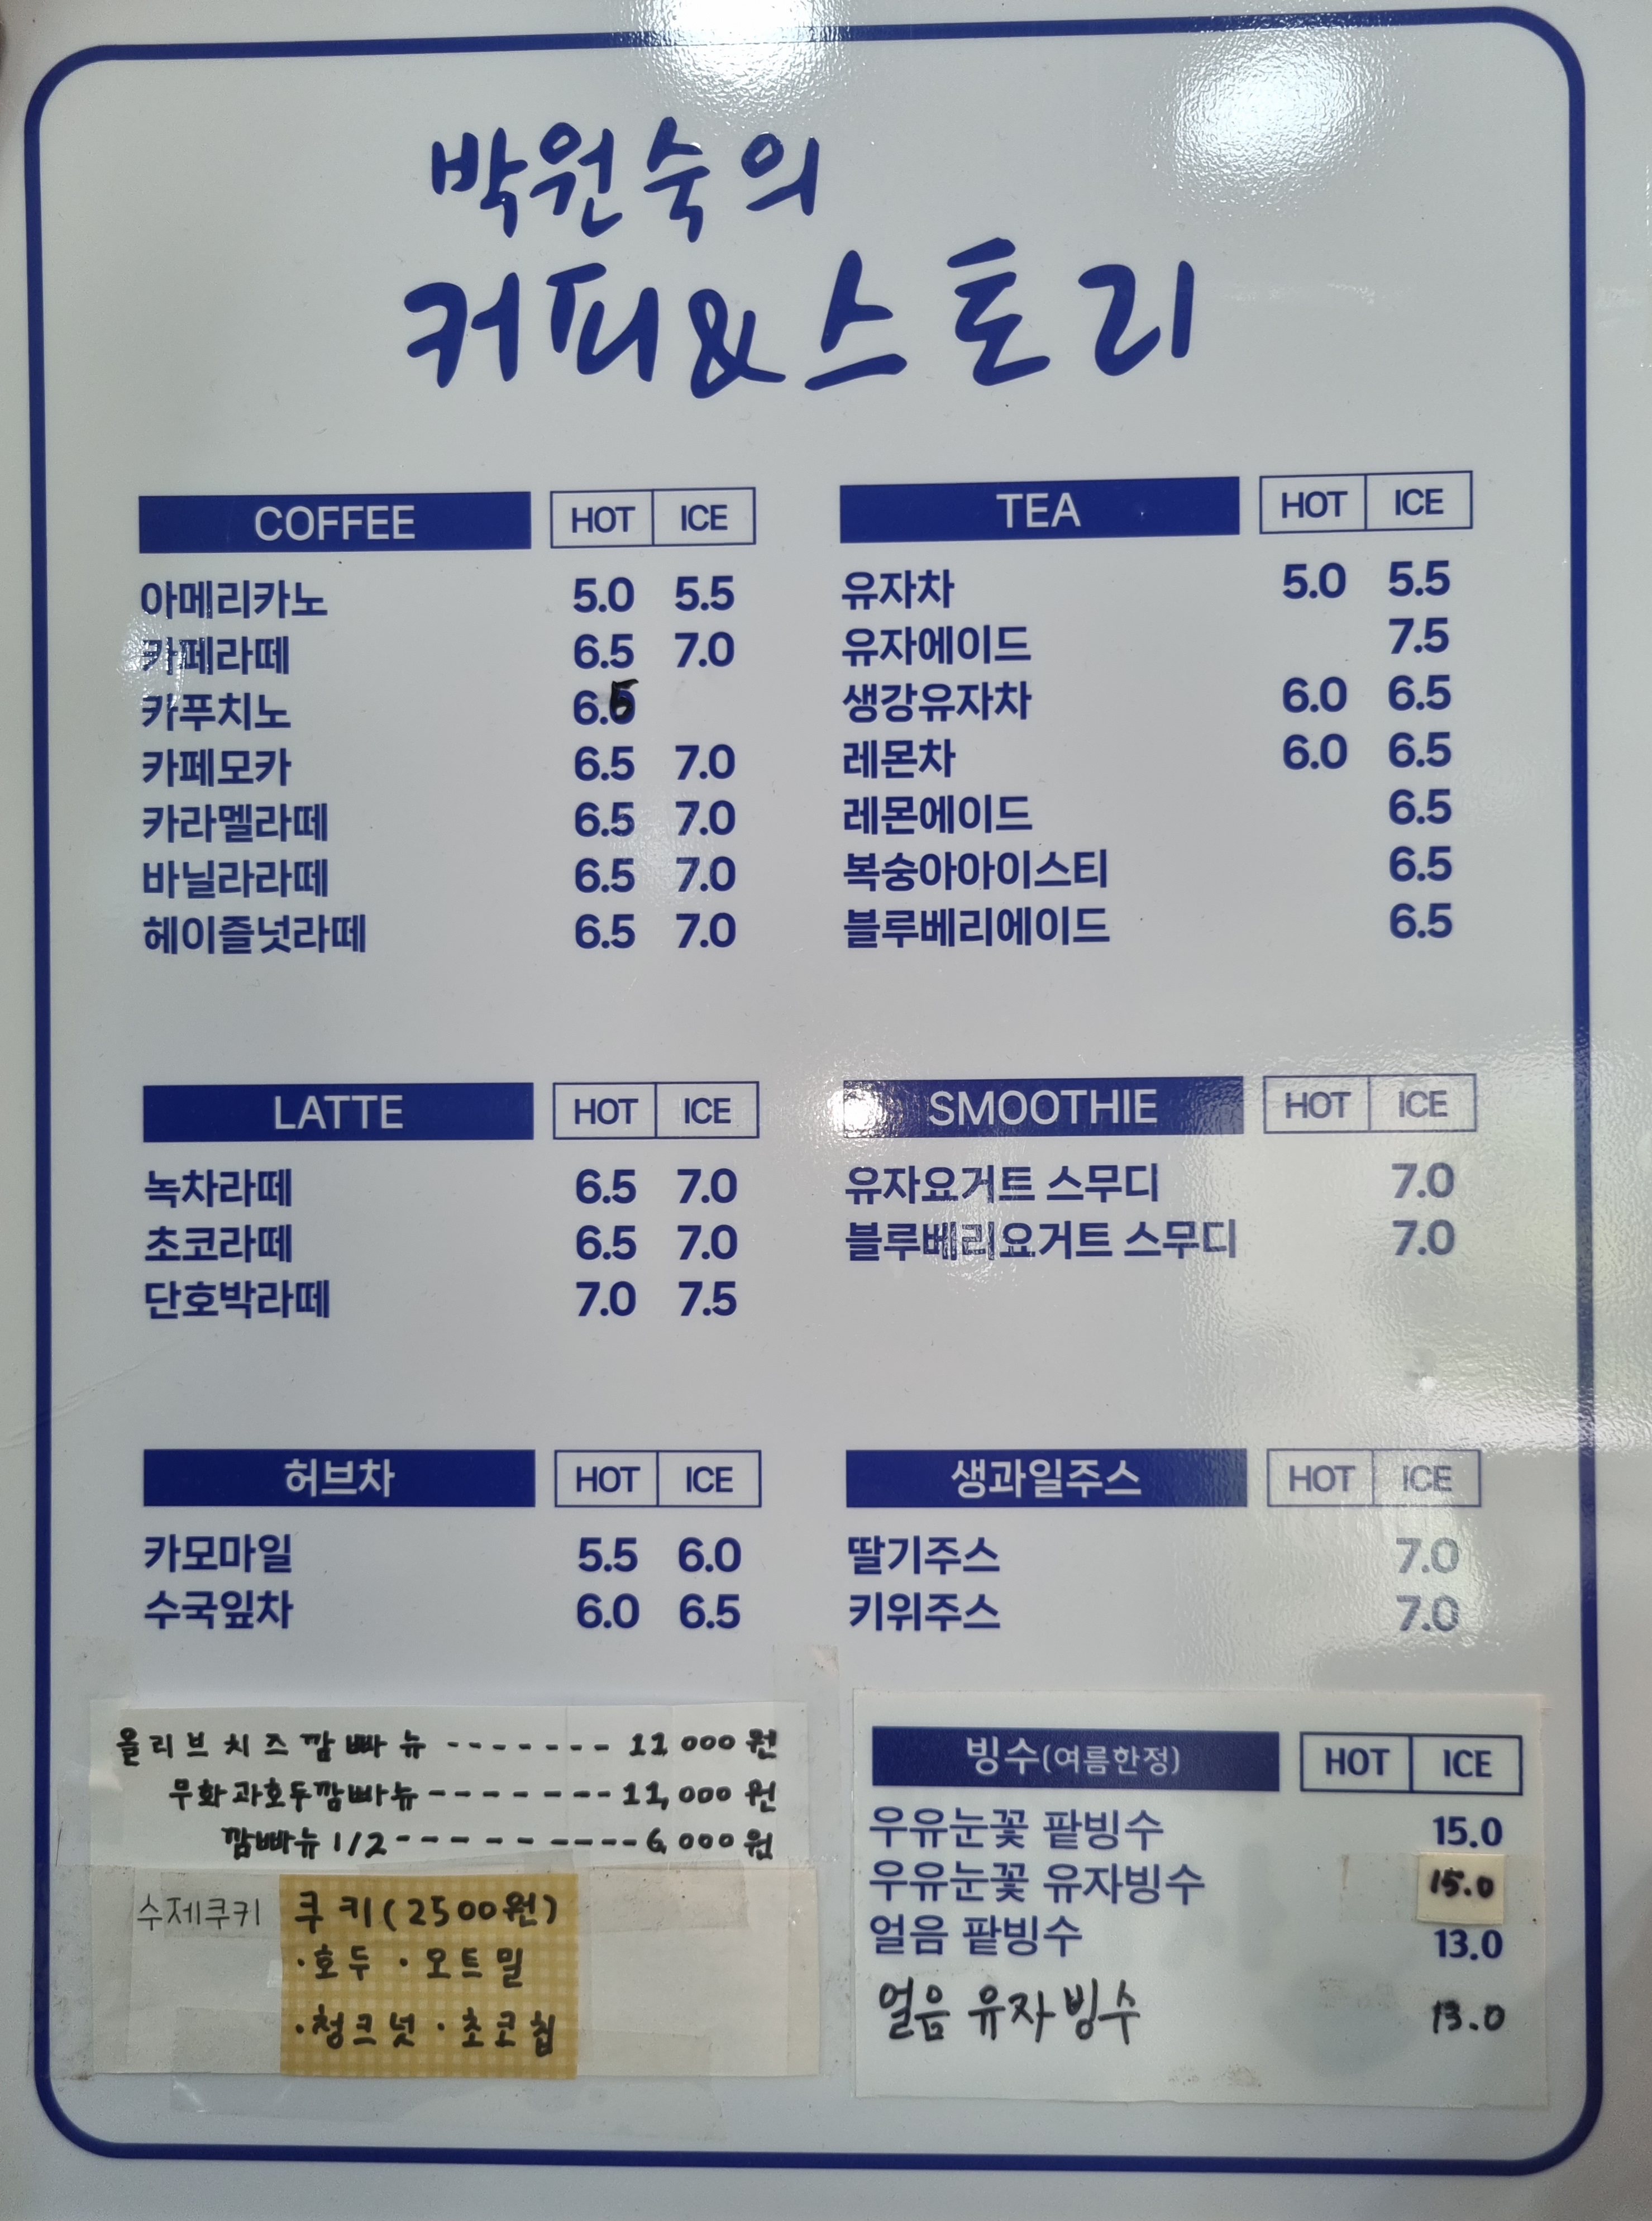 박원숙의
커피&스토리
COFFEE HOT ICE
아메리카노 5.0 5.5
카페라떼 6.5 7.0
카푸치노 6.5
카페모카 6.5 7.0
카라멜라떼 6.5 7.0
바닐라라떼 6.5 7.0
헤이즐넛라떼 6.5 7.0
TEA HOT ICE
유자차 5.0 5.5
유자에이드 7.5
생강유자차 6.0 6.5
레몬차 6.0 6.5
레몬에이드 6.5
복숭아아이스티 6.5
블루베리에이드 6.5
LATTE HOT ICE
녹차라떼 6.5 7.0
초코라떼 6.5 7.0
단호박라떼 7.0 7.5
SMOOTHIE HOT ICE
유자요거트 스무디 7.0
블루베리요거트 스무디 7.0
허브차 HOT ICE
카모마일 5.5 6.0
수국잎차 6.0 6.5
생과일주스 HOT ICE
딸기주스 7.0
키위주스 7.0
올리브치즈깜빠뉴 ------- 11000원
무화과호두깜빠뉴 ------- 11,000원
깜빠뉴 1/2 ---------- 6,000원
수제쿠키 쿠키(2500원)
·호두 ·오트밀
·청크넛 ·초코칩
빙수(여름한정) HOT ICE
우유눈꽃 팥빙수 15.0
우유눈꽃 유자빙수 15.0
얼음 팥빙수 13.0
얼음 유자빙수 13.0